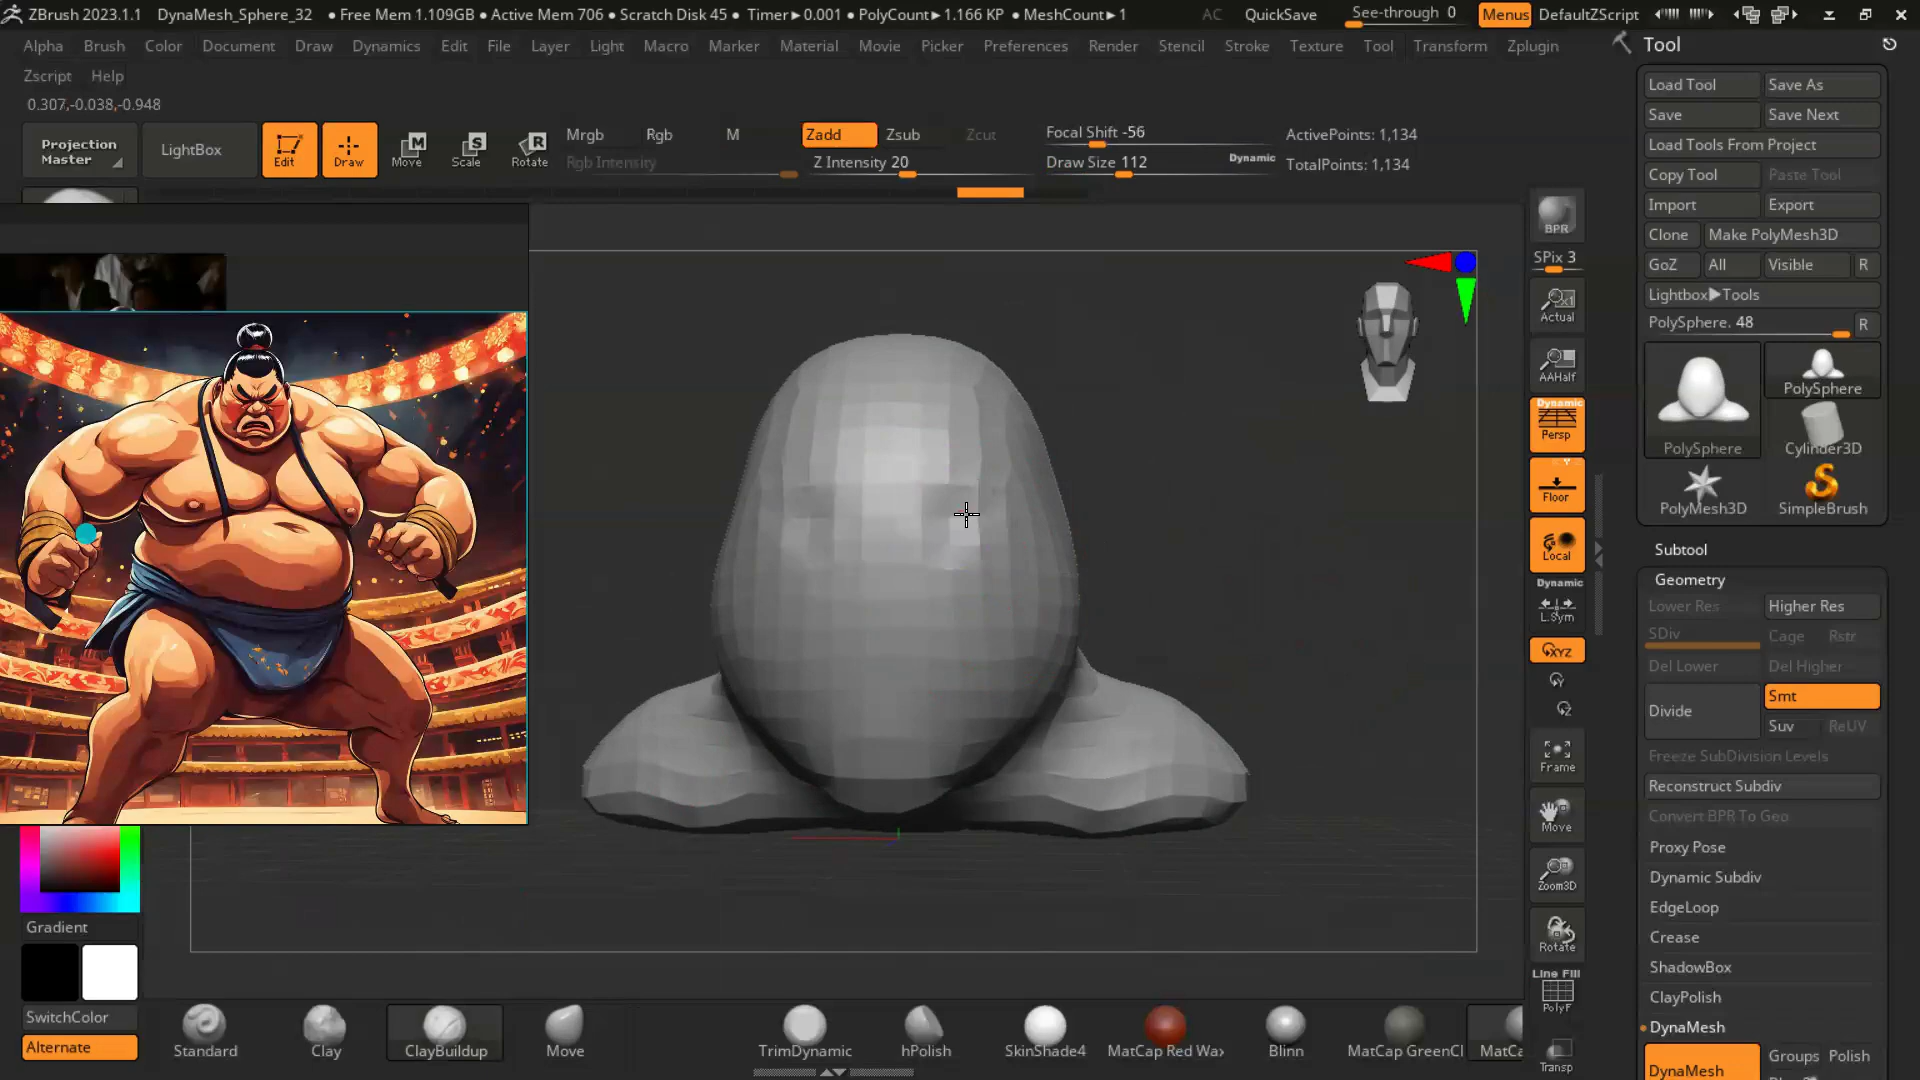 ZBrush 2023.1.1 DynaMesh_Sphere_32 • Free Mem 1.109GB • Active Mem 706 • Scratch Disk 45 • Timer▶0.001 • PolyCount▶1.166 KP • MeshCount▶1 AC QuickSave See-through 0 Menus DefaultZScript
Alpha Brush Color Document Draw Dynamics Edit File Layer Light Macro Marker Material Movie Picker Preferences Render Stencil Stroke Texture Tool Transform Zplugin
Zscript Help
0.307,-0.038,-0.948
Projection Master
LightBox
Edit
Draw
Move
Scale
Rotate
Mrgb Rgb M
Rgb Intensity
Zadd Zsub Zcut
Z Intensity 20
Focal Shift -56
Draw Size 112 Dynamic
ActivePoints: 1,134
TotalPoints: 1,134
BPR
SPix 3
Actual
AAHalf
Dynamic
Persp
Floor
Local
Dynamic
L.Sym
XYZ
Y
Z
Frame
Move
Zoom3D
Rotate
Line Fill
PolyF
Transp
Tool
Load Tool Save As
Save Save Next
Load Tools From Project
Copy Tool Paste Tool
Import Export
Clone Make PolyMesh3D
GoZ All Visible R
Lightbox▶Tools
PolySphere. 48 R
PolySphere
PolySphere
Cylinder3D
PolyMesh3D
SimpleBrush
Subtool
Geometry
Lower Res Higher Res
SDiv Cage Rstr
Del Lower Del Higher
Divide Smt
Suv ReUV
Freeze SubDivision Levels
Reconstruct Subdiv
Convert BPR To Geo
Proxy Pose
Dynamic Subdiv
EdgeLoop
Crease
ShadowBox
ClayPolish
DynaMesh
DynaMesh Groups Polish
Gradient
SwitchColor
Alternate
Standard Clay ClayBuildup Move TrimDynamic hPolish SkinShade4 MatCap Red Wax Blinn MatCap GreenCl MatCa